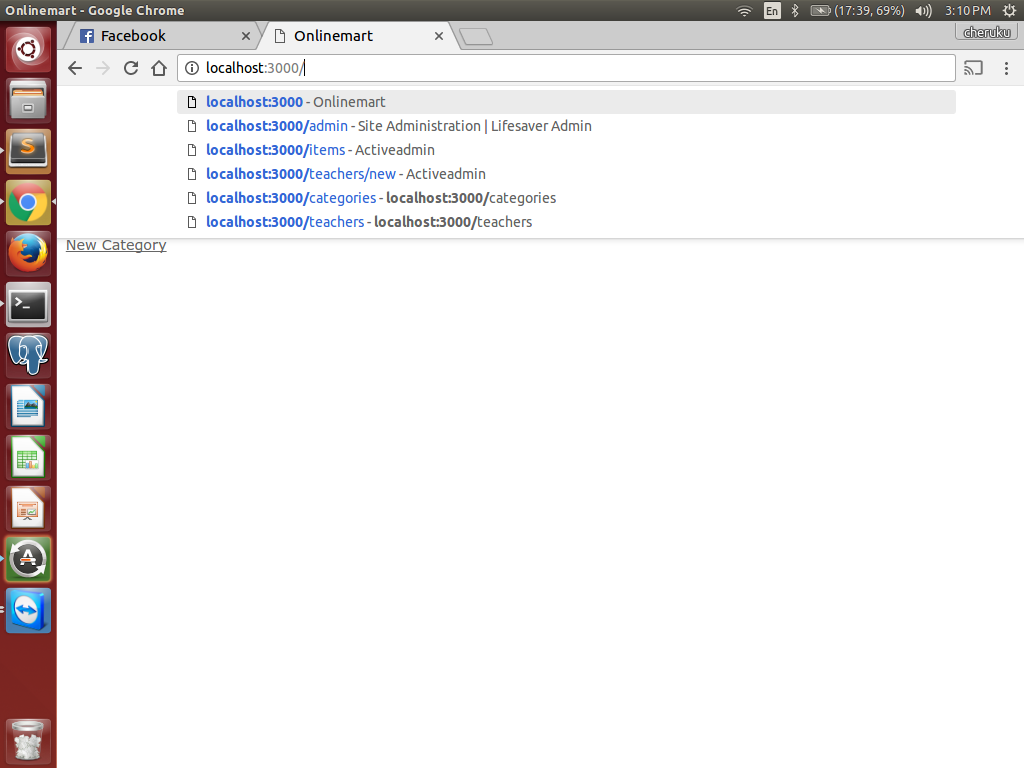 Onlinemart - Google Chrome
En
(17:39, 69%)
3:10 PM
Facebook
Onlinemart
cheruku
localhost:3000/
localhost:3000 - Onlinemart
localhost:3000/admin - Site Administration | Lifesaver Admin
localhost:3000/items - Activeadmin
localhost:3000/teachers/new - Activeadmin
localhost:3000/categories - localhost:3000/categories
localhost:3000/teachers - localhost:3000/teachers
New Category